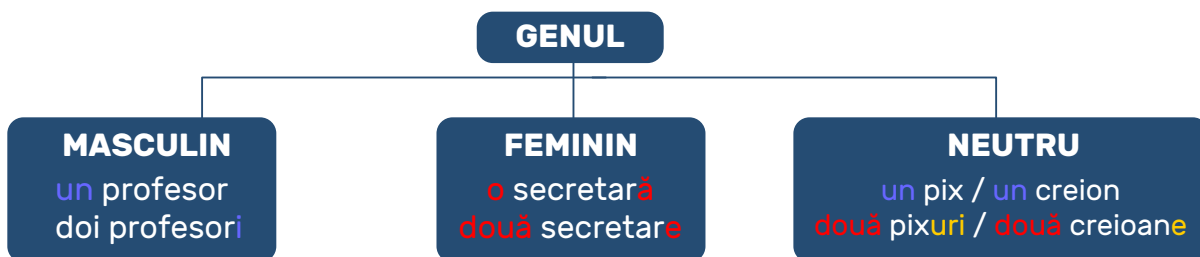 GENUL
MASCULIN
un profesor
doi profesori
FEMININ
o secretară
două secretare
NEUTRU
un pix / un creion
două pixuri / două creioane